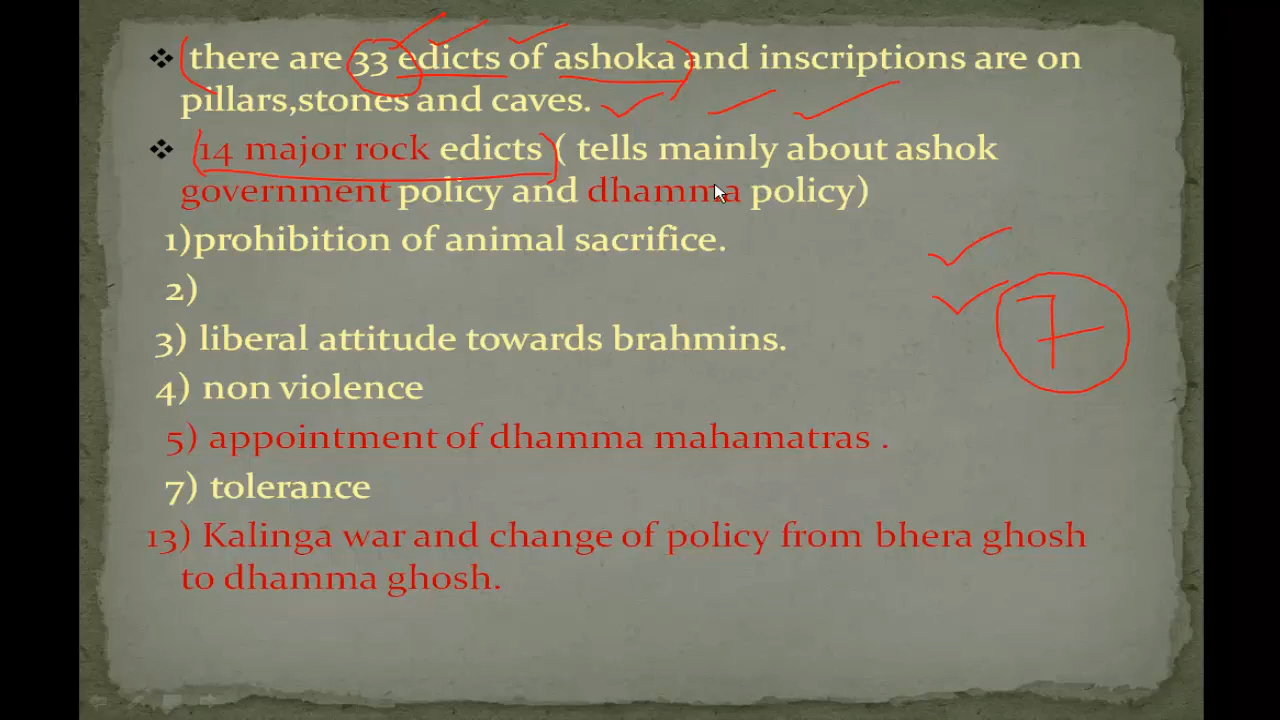 ❖ there are 33 edicts of ashoka and inscriptions are on
pillars,stones and caves.
❖ 14 major rock edicts ( tells mainly about ashok
government policy and dhamma policy)
1)prohibition of animal sacrifice.
2)
3) liberal attitude towards brahmins.
4) non violence
5) appointment of dhamma mahamatras .
7) tolerance
13) Kalinga war and change of policy from bhera ghosh
to dhamma ghosh.
7